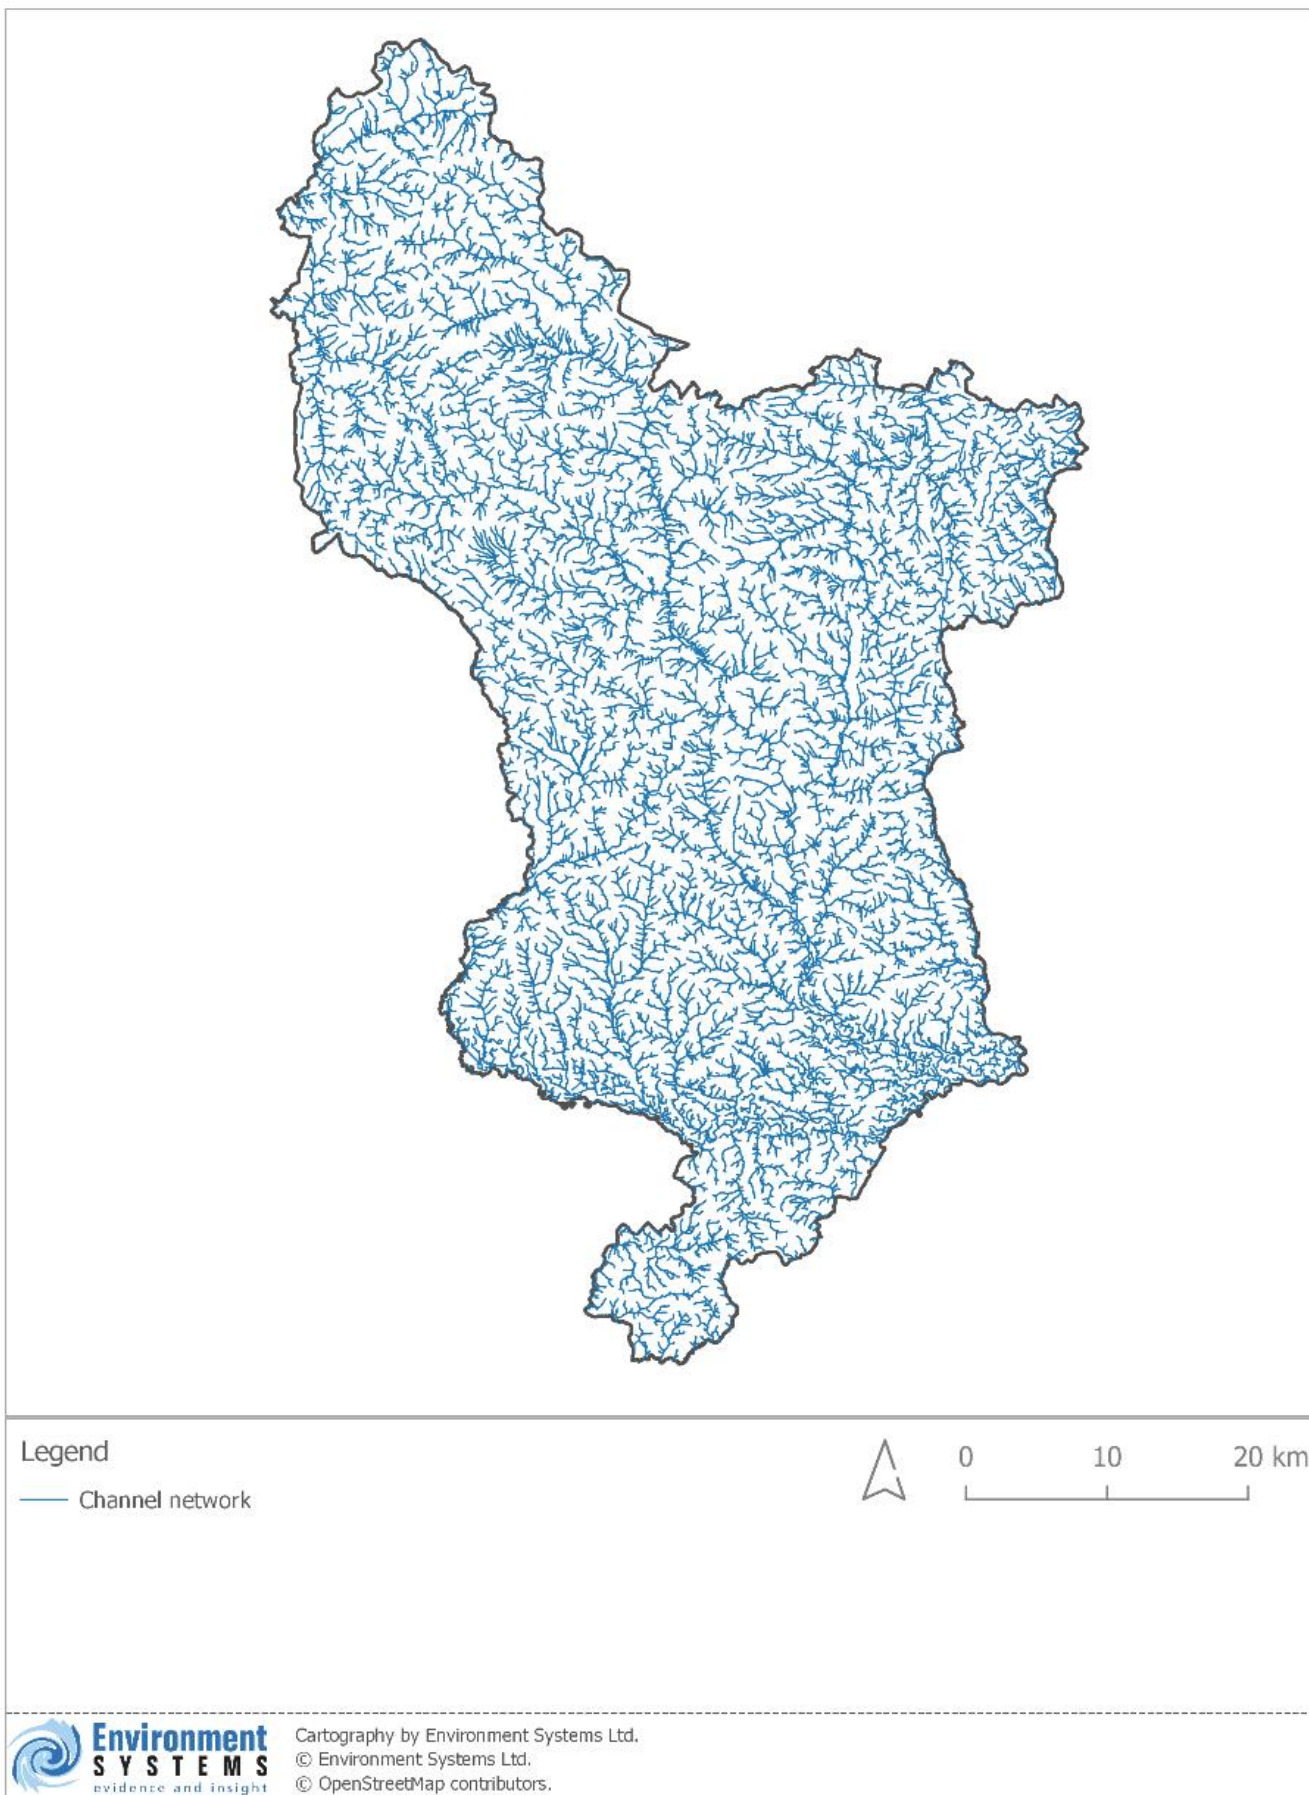 Legend
Channel network
0 10 20 km
Environment
SYSTEMS
evidence and insight
Cartography by Environment Systems Ltd.
© Environment Systems Ltd.
© OpenStreetMap contributors.